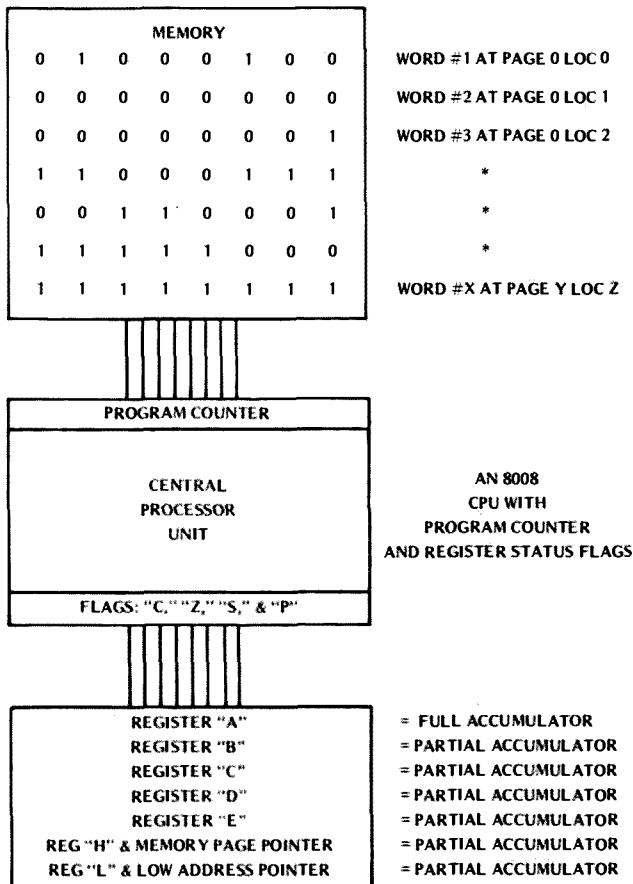 MEMORY
0 1 0 0 0 1 0 0 WORD #1 AT PAGE 0 LOC 0
0 0 0 0 0 0 0 0 WORD #2 AT PAGE 0 LOC 1
0 0 0 0 0 0 0 1 WORD #3 AT PAGE 0 LOC 2
1 1 0 0 0 1 1 1 *
0 0 1 1 0 0 0 1 *
1 1 1 1 1 0 0 0 *
1 1 1 1 1 1 1 1 WORD #X AT PAGE Y LOC Z
PROGRAM COUNTER
CENTRAL
PROCESSOR
UNIT
AN 8008
CPU WITH
PROGRAM COUNTER
AND REGISTER STATUS FLAGS
FLAGS: "C," "Z," "S," & "P"
REGISTER "A" = FULL ACCUMULATOR
REGISTER "B" = PARTIAL ACCUMULATOR
REGISTER "C" = PARTIAL ACCUMULATOR
REGISTER "D" = PARTIAL ACCUMULATOR
REGISTER "E" = PARTIAL ACCUMULATOR
REG "H" & MEMORY PAGE POINTER = PARTIAL ACCUMULATOR
REG "L" & LOW ADDRESS POINTER = PARTIAL ACCUMULATOR